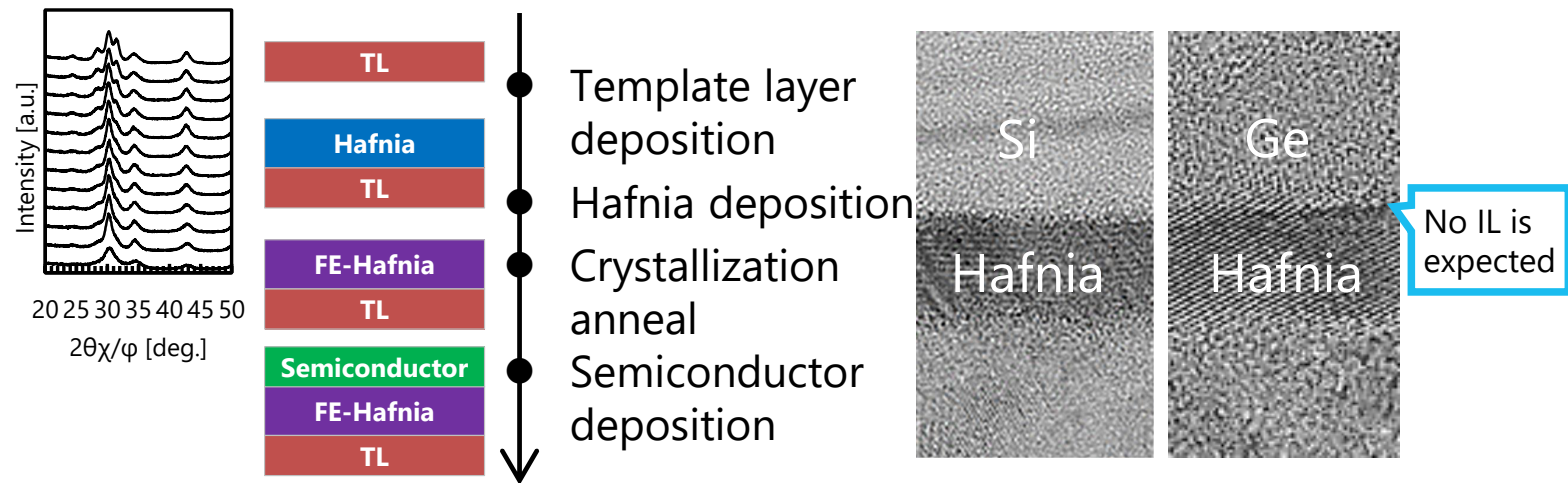 Intensity [a.u.]
20 25 30 35 40 45 50
2θχ/φ [deg.]
TL
Hafnia
TL
FE-Hafnia
TL
Semiconductor
FE-Hafnia
TL
Template layer
deposition
Hafnia deposition
Crystallization
anneal
Semiconductor
deposition
Si
Hafnia
Ge
Hafnia
No IL is
expected